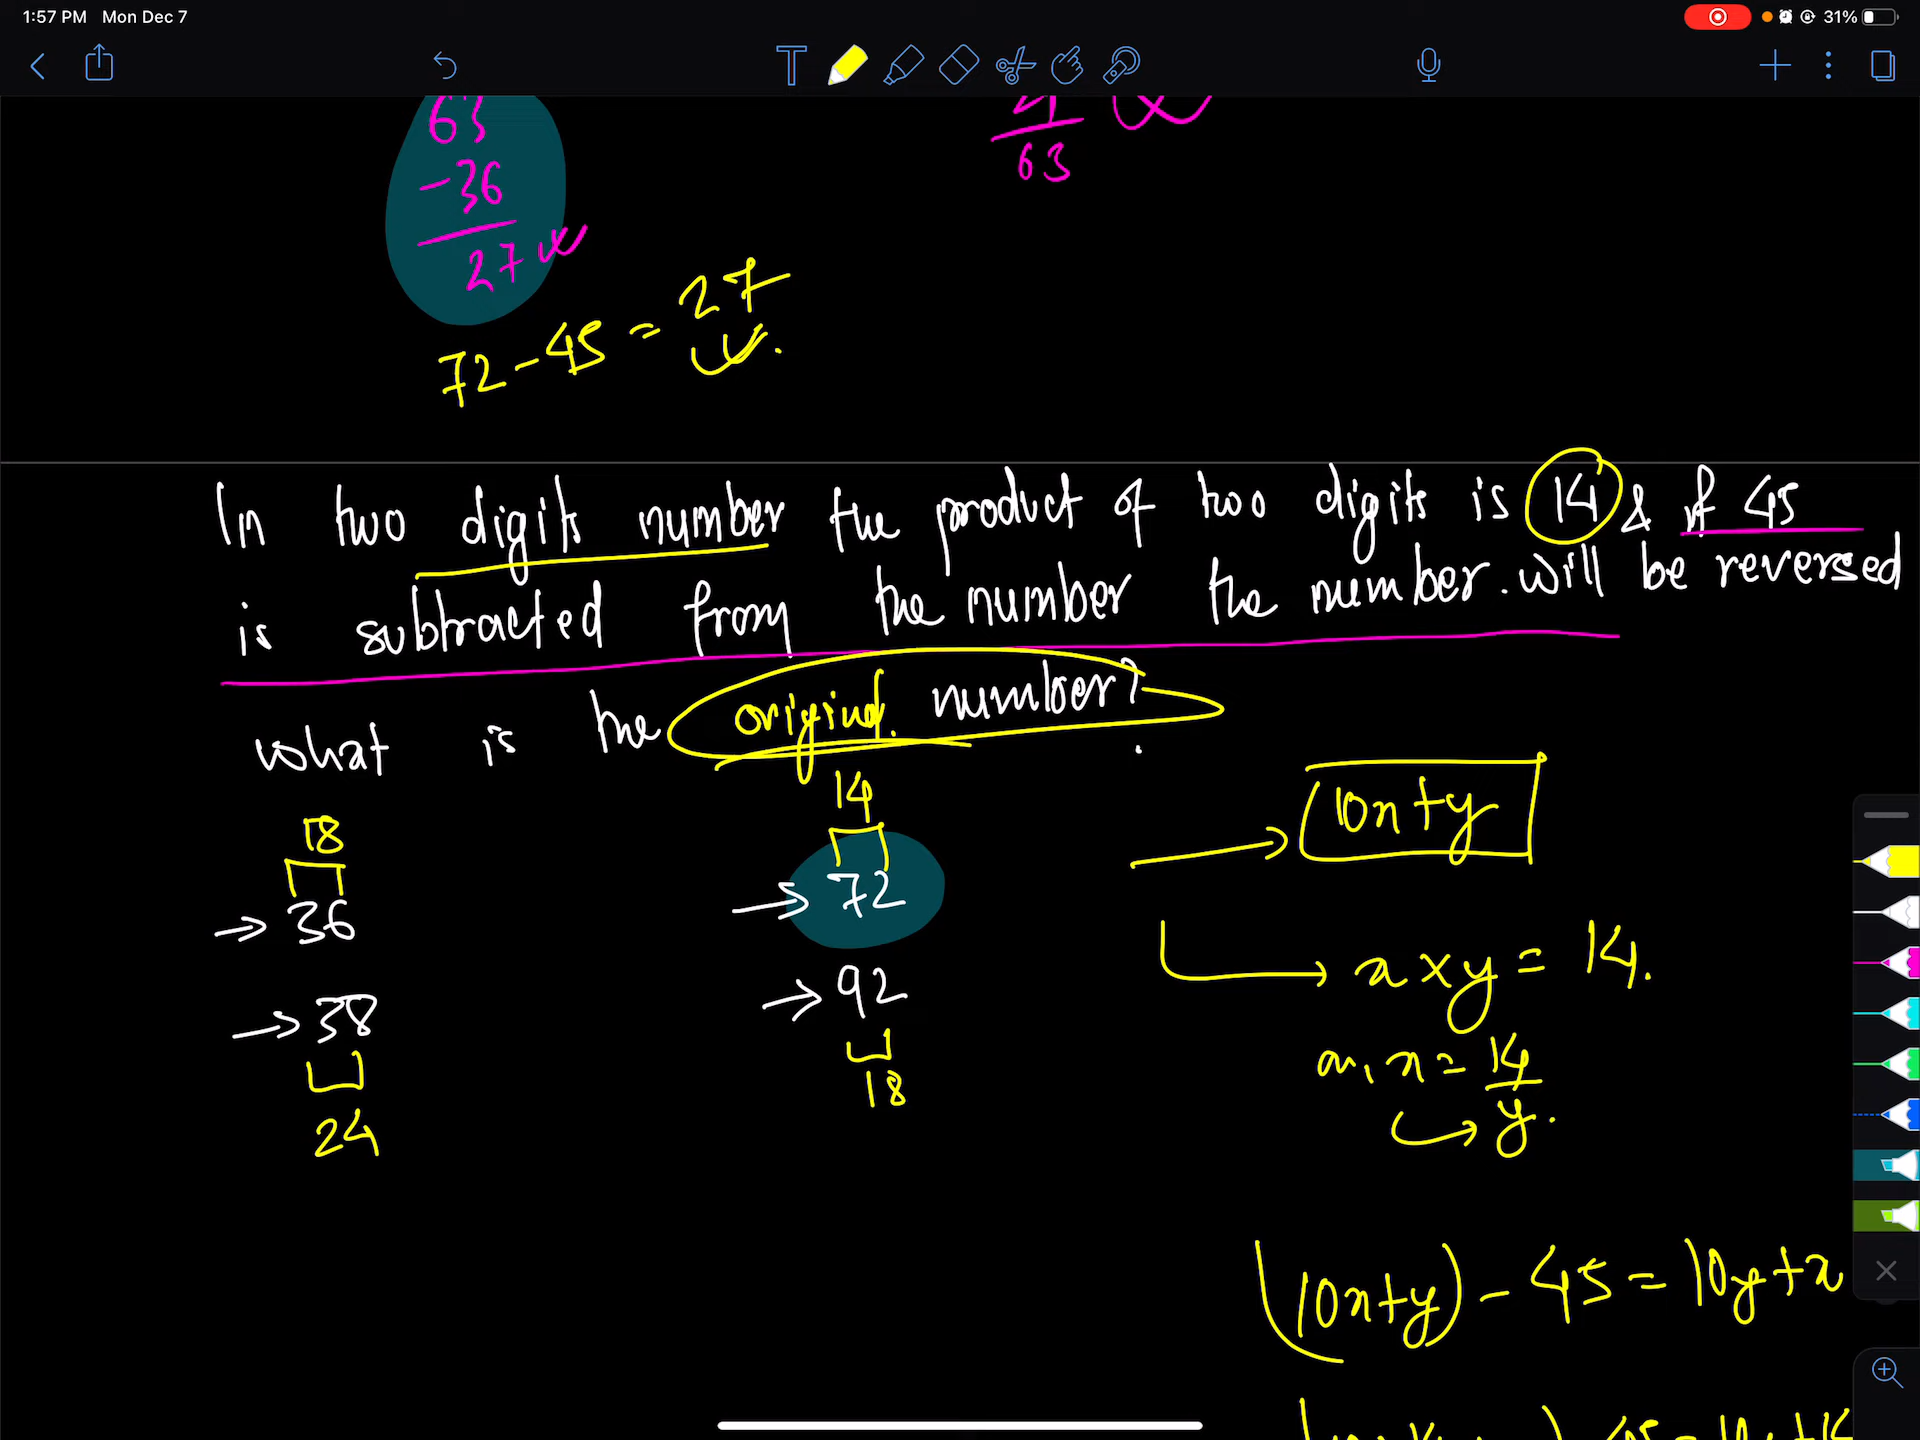 1:57 PM Mon Dec 7
31%
63
-36
27
63
72-45=27
In two digits number the product of two digits is 14 & if 45
is subtracted from the number the number. will be reversed
what is the original number?
18
36
38
24
14
72
92
18
10x+y
x×y=14.
or, x=14/y.
(10x+y)-45=10y+x